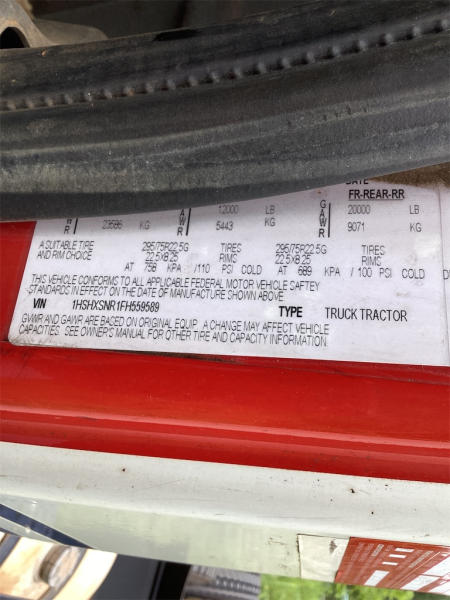 DATE
FR-REAR-RR
G V W R 23586 KG G A W R 12000 LB 5443 KG G A W R 20000 LB 9071 KG
A SUITABLE TIRE 295/75R22.5G TIRES 295/75R22.5G TIRES
AND RIM CHOICE 22.5X8.25 RIMS 22.5X8.25 RIMS
AT 758 KPA /110 PSI COLD AT 689 KPA / 100 PSI COLD
THIS VEHICLE CONFORMS TO ALL APPLICABLE FEDERAL MOTOR VEHICLE SAFTEY
STANDARDS IN EFFECT ON THE DATE OF MANUFACTURE SHOWN ABOVE
VIN 1HSHXSNR1FH559589 TYPE TRUCK TRACTOR
GVWR AND GAWR ARE BASED ON ORIGINAL EQUIP. A CHANGE MAY AFFECT VEHICLE
CAPACITIES. SEE OWNER'S MANUAL FOR OTHER TIRE AND CAPACITY INFORMATION